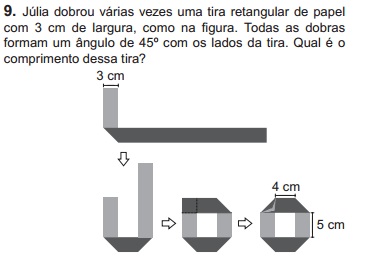 9. Júlia dobrou várias vezes uma tira retangular de papel
com 3 cm de largura, como na figura. Todas as dobras
formam um ângulo de 45º com os lados da tira. Qual é o
comprimento dessa tira?
3 cm
4 cm
5 cm